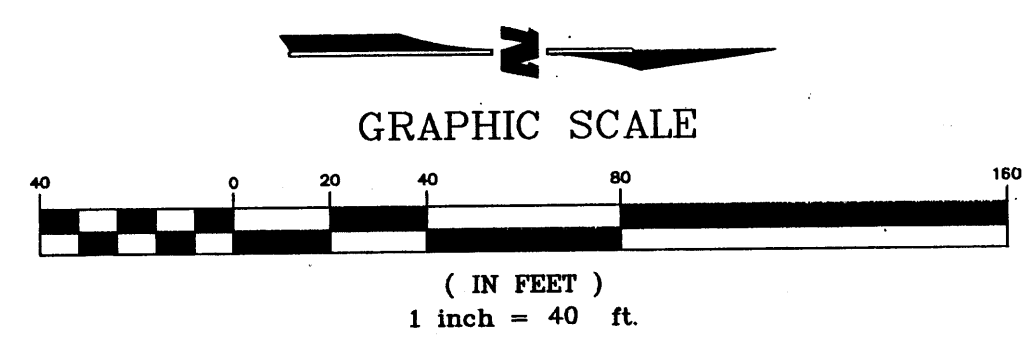 N
GRAPHIC SCALE
40 0 20 40 80 160
( IN FEET )
1 inch = 40 ft.